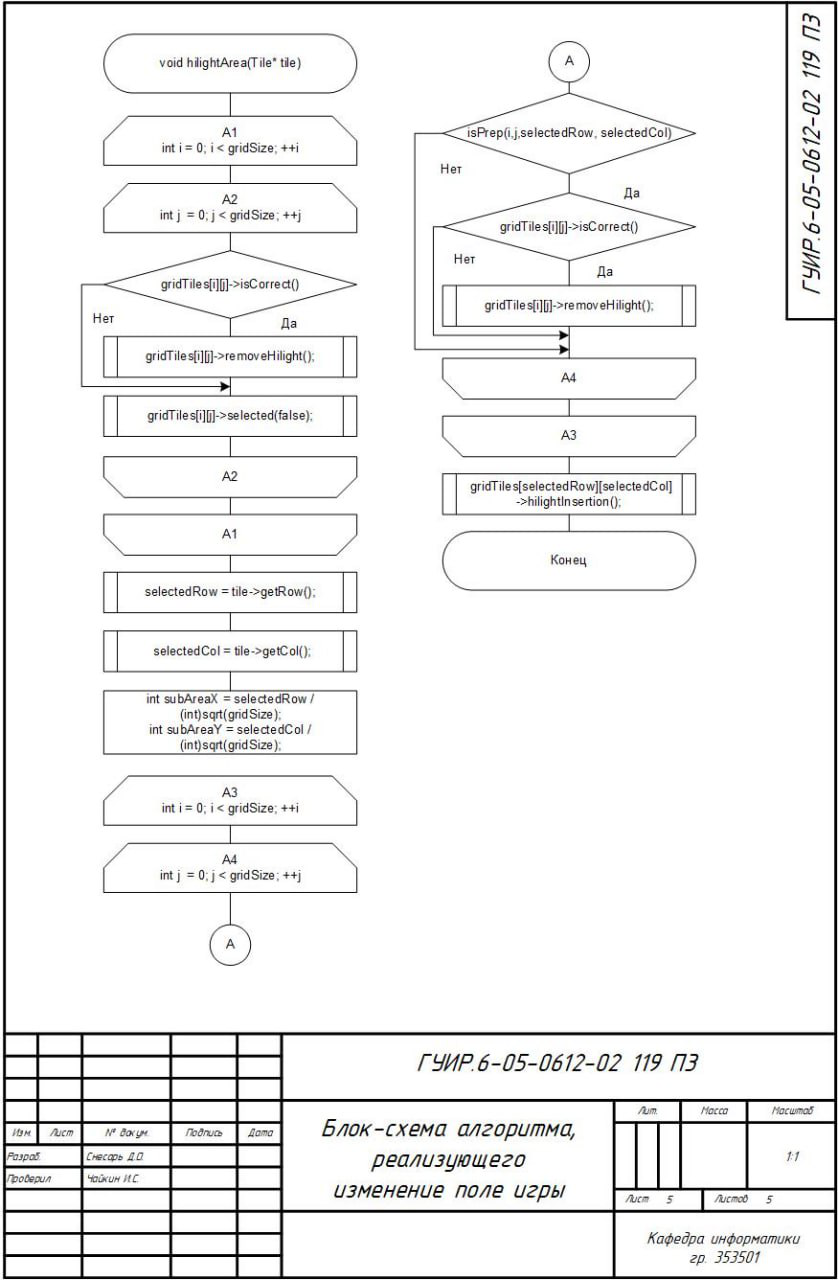 void hilightArea(Tile* tile)
A1
int i = 0; i < gridSize; ++i
A2
int j = 0; j < gridSize; ++j
gridTiles[i][j]->isCorrect()
Нет
Да
gridTiles[i][j]->removeHilight();
gridTiles[i][j]->selected(false);
A2
A1
selectedRow = tile->getRow();
selectedCol = tile->getCol();
int subAreaX = selectedRow /
(int)sqrt(gridSize);
int subAreaY = selectedCol /
(int)sqrt(gridSize);
A3
int i = 0; i < gridSize; ++i
A4
int j = 0; j < gridSize; ++j
A
A
isPrep(i,j,selectedRow, selectedCol)
Нет
Да
gridTiles[i][j]->isCorrect()
Нет
Да
gridTiles[i][j]->removeHilight();
A4
A3
gridTiles[selectedRow][selectedCol]
->hilightInsertion();
Конец
ГУИР.6-05-0612-02 119 ПЗ
ГУИР.6-05-0612-02 119 ПЗ
Изм. Лист № докум. Подпись Дата
Разраб. Снесарь Д.О.
Проверил Чайкин И.С.
Блок-схема алгоритма,
реализующего
изменение поле игры
Лит. Масса Масштаб
1:1
Лист 5 Листов 5
Кафедра информатики
гр. 353501